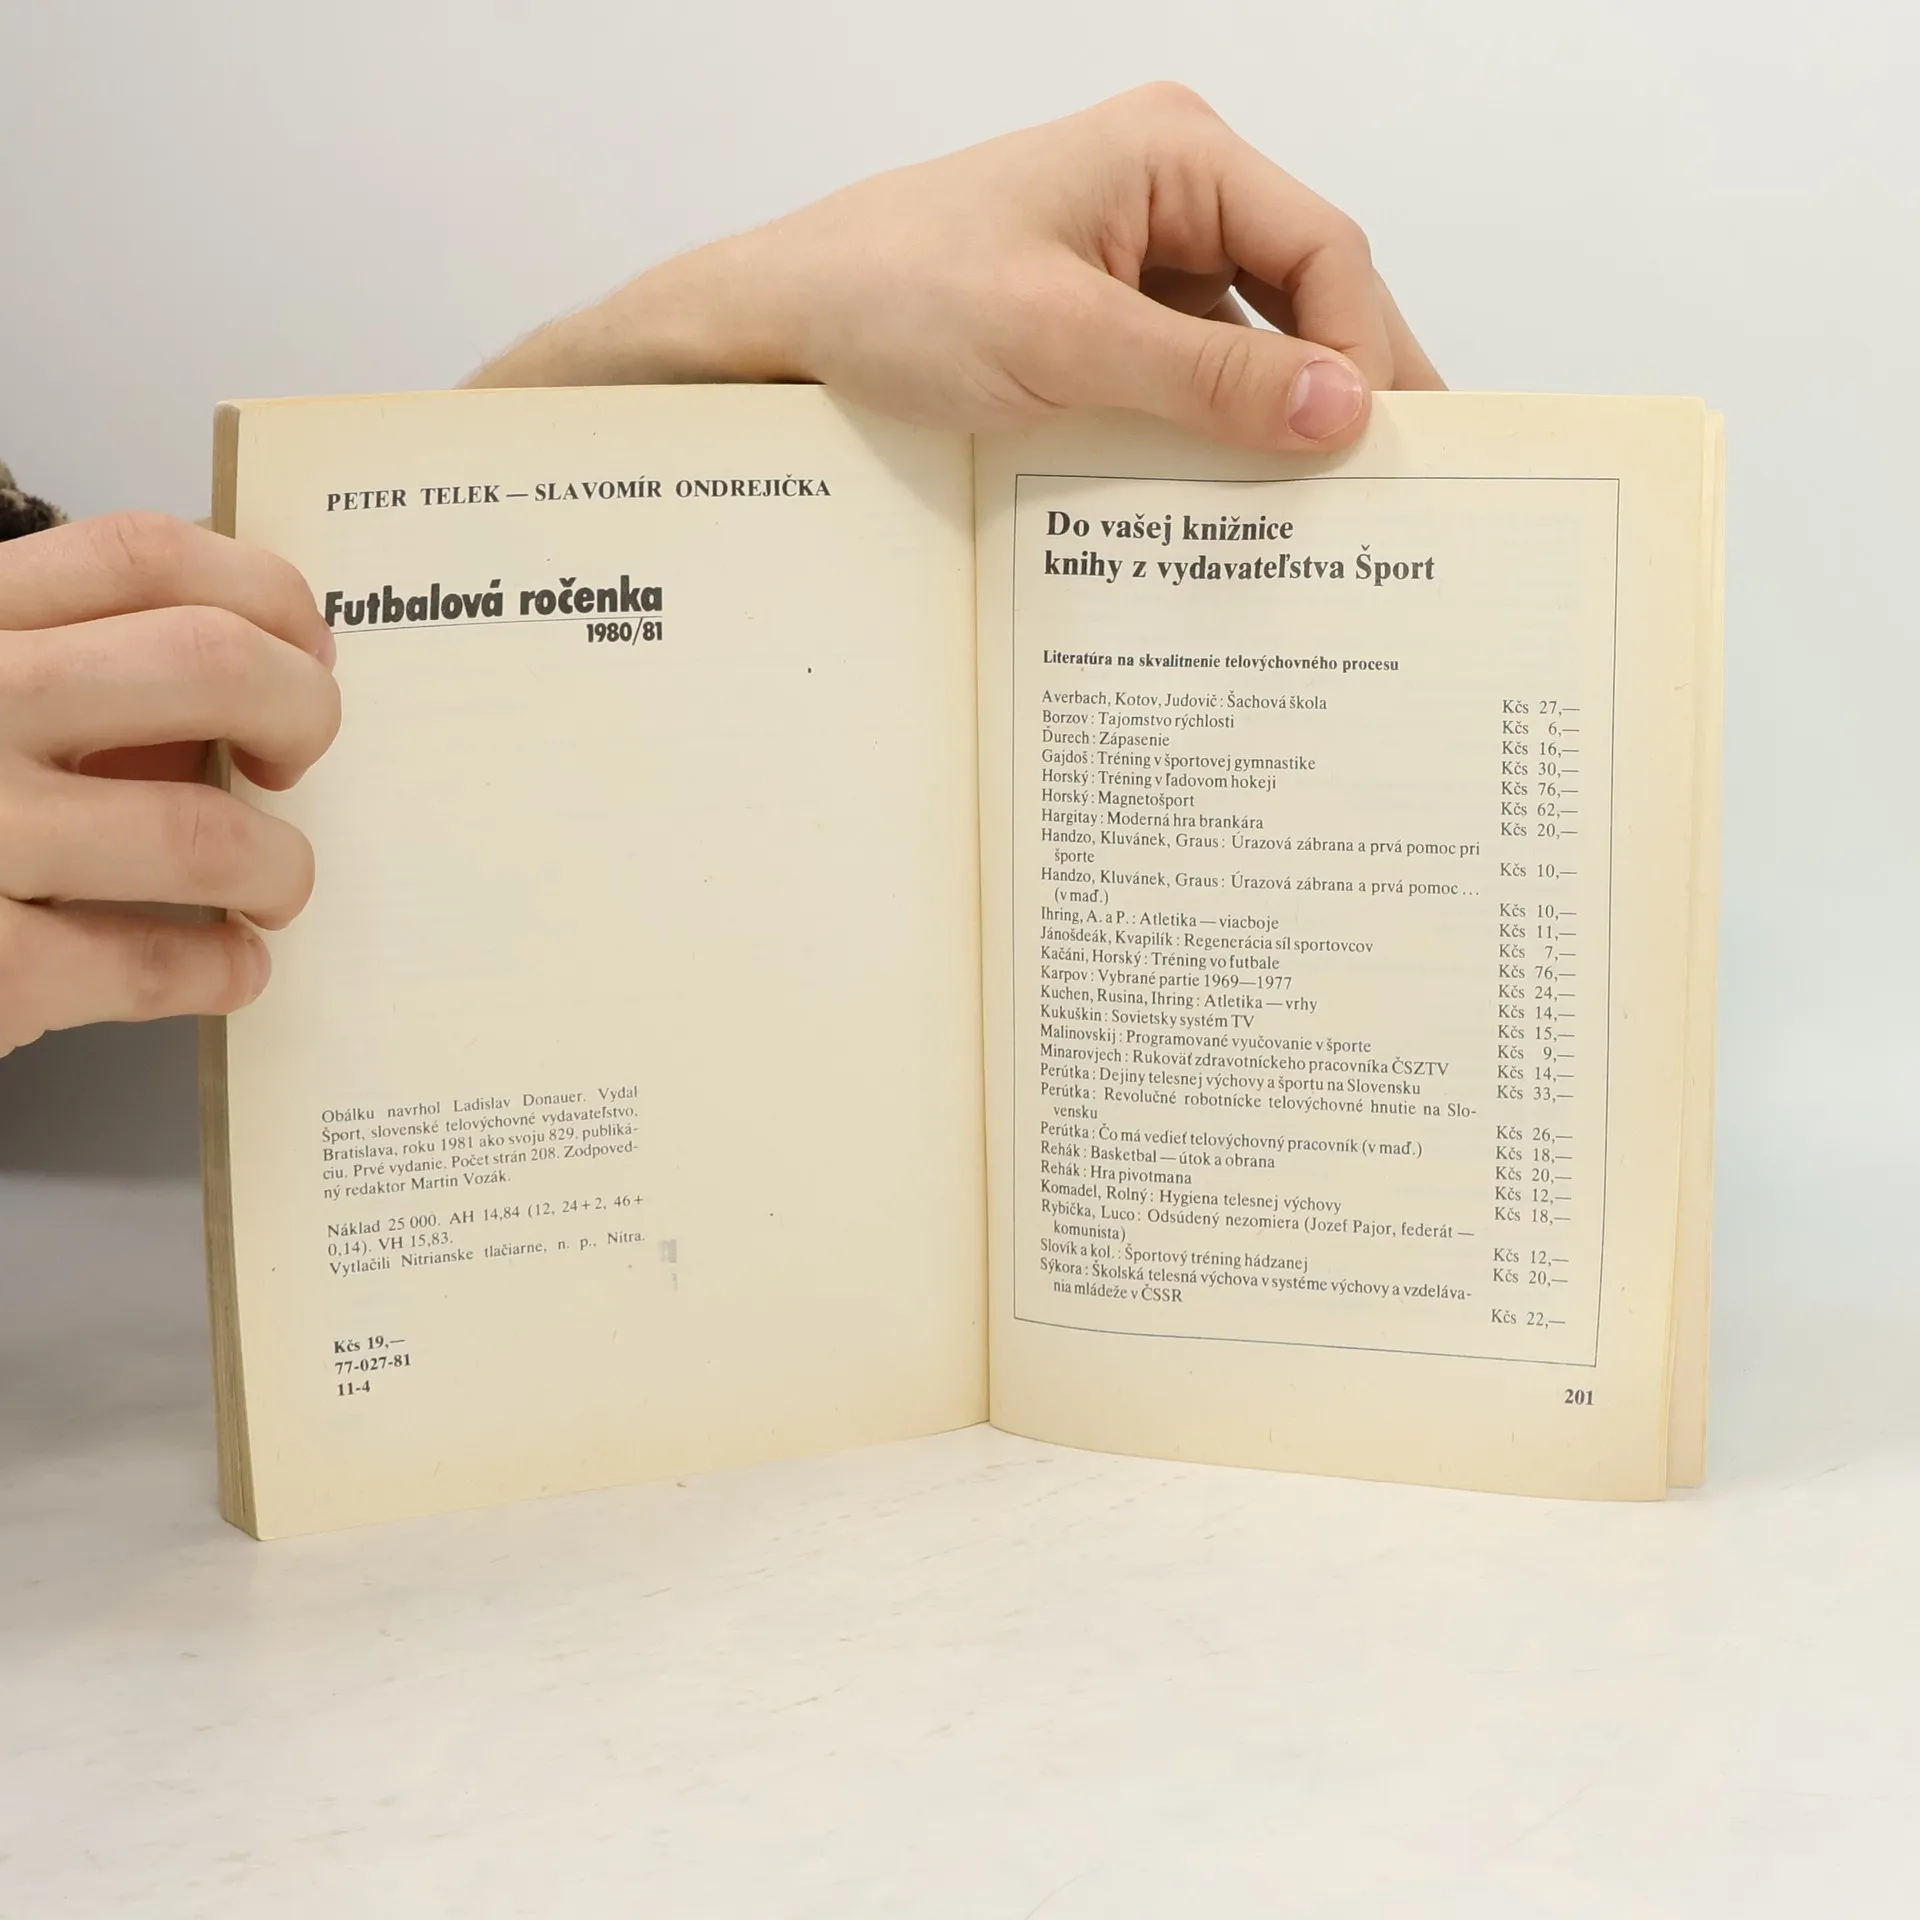 PETER TELEK — SLAVOMÍR ONDREJIČKA
Futbalová ročenka
1980/81
Obálku navrhol Ladislav Donauer. Vydal
Šport, slovenské telovýchovné vydavateľstvo,
Bratislava, roku 1981 ako svoju 829. publiká-
ciu. Prvé vydanie. Počet strán 208. Zodpoved-
ný redaktor Martin Vozák.
Náklad 25 000. AH 14,84 (12, 24 + 2, 46 +
0,14). VH 15,83.
Vytlačili Nitrianske tlačiarne, n. p., Nitra.
Kčs 19,—
77-027-81
11-4
Do vašej knižnice
knihy z vydavateľstva Šport
Literatúra na skvalitnenie telovýchovného procesu
Averbach, Kotov, Judovič: Šachová škola Kčs 27,—
Borzov: Tajomstvo rýchlosti Kčs 6,—
Ďurech: Zápasenie Kčs 16,—
Gajdoš: Tréning v športovej gymnastike Kčs 30,—
Horský: Tréning v ľadovom hokeji Kčs 76,—
Horský: Magnetošport Kčs 62,—
Hargitay: Moderná hra brankára Kčs 20,—
Handzo, Kluvánek, Graus: Úrazová zábrana a prvá pomoc pri
športe Kčs 10,—
Handzo, Kluvánek, Graus: Úrazová zábrana a prvá pomoc ...
(v maď.) Kčs 10,—
Ihring, A. a P.: Atletika — viacboje Kčs 11,—
Jánošdeák, Kvapilík: Regenerácia síl sportovcov Kčs 7,—
Kačáni, Horský: Tréning vo futbale Kčs 76,—
Karpov: Vybrané partie 1969—1977 Kčs 24,—
Kuchen, Rusina, Ihring: Atletika — vrhy Kčs 14,—
Kukuškin: Sovietsky systém TV Kčs 15,—
Malinovskij: Programované vyučovanie v športe Kčs 9,—
Minarovjech: Rukoväť zdravotníckeho pracovníka ČSZTV Kčs 14,—
Perútka: Dejiny telesnej výchovy a športu na Slovensku Kčs 33,—
Perútka: Revolučné robotnícke telovýchovné hnutie na Slo-
vensku Kčs 26,—
Perútka: Čo má vedieť telovýchovný pracovník (v maď.) Kčs 18,—
Rehák: Basketbal — útok a obrana Kčs 20,—
Rehák: Hra pivotmana Kčs 12,—
Komadel, Rolný: Hygiena telesnej výchovy Kčs 18,—
Rybička, Luco: Odsúdený nezomiera (Jozef Pajor, federát —
komunista) Kčs 12,—
Slovík a kol.: Športový tréning hádzanej Kčs 20,—
Sýkora: Školská telesná výchova v systéme výchovy a vzdeláva-
nia mládeže v ČSSR Kčs 22,—
201